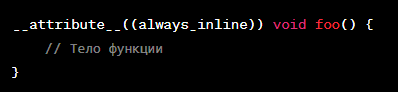 __attribute__((always_inline)) void foo() {
    // Тело функции
}